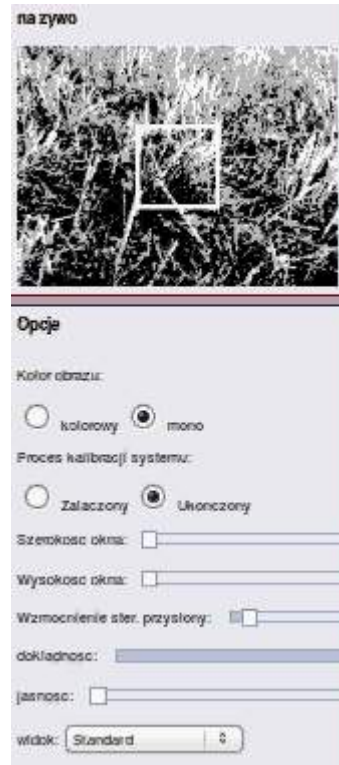 na zywo
Opcje
Kolor obrazu:
kolorowy mono
Proces kalibracji systemu:
Zalaczony Ukonczony
Szerokosc okna:
Wysokosc okna:
Wzmocnienie ster. przyslony:
dokladnosc:
jasnosc:
widok: Standard